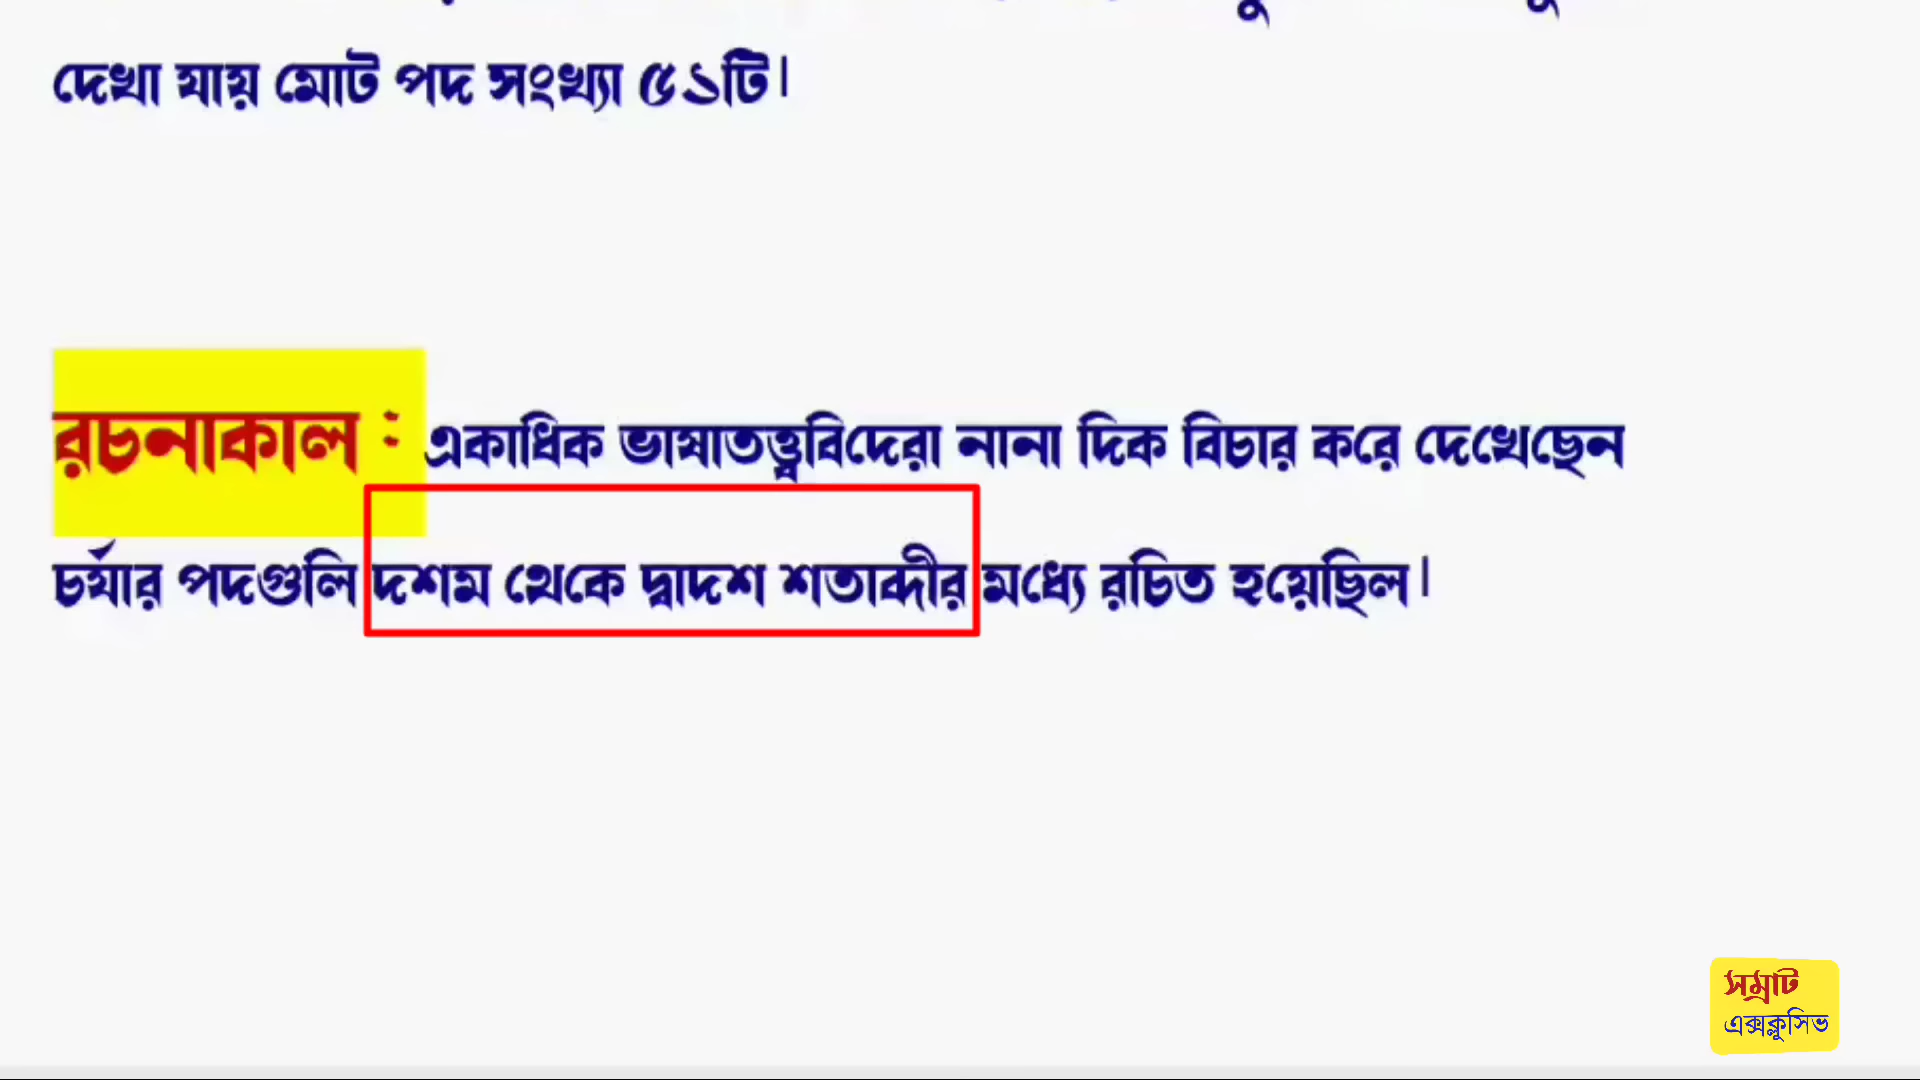 দেখা যায় মোট পদ সংখ্যা ৫১টি।
রচনাকাল : একাধিক ভাষাতত্ত্ববিদেরা নানা দিক বিচার করে দেখেছেন
চর্যার পদগুলি দশম থেকে দ্বাদশ শতাব্দীর মধ্যে রচিত হয়েছিল।
সম্রাট
এক্সক্লুসিভ